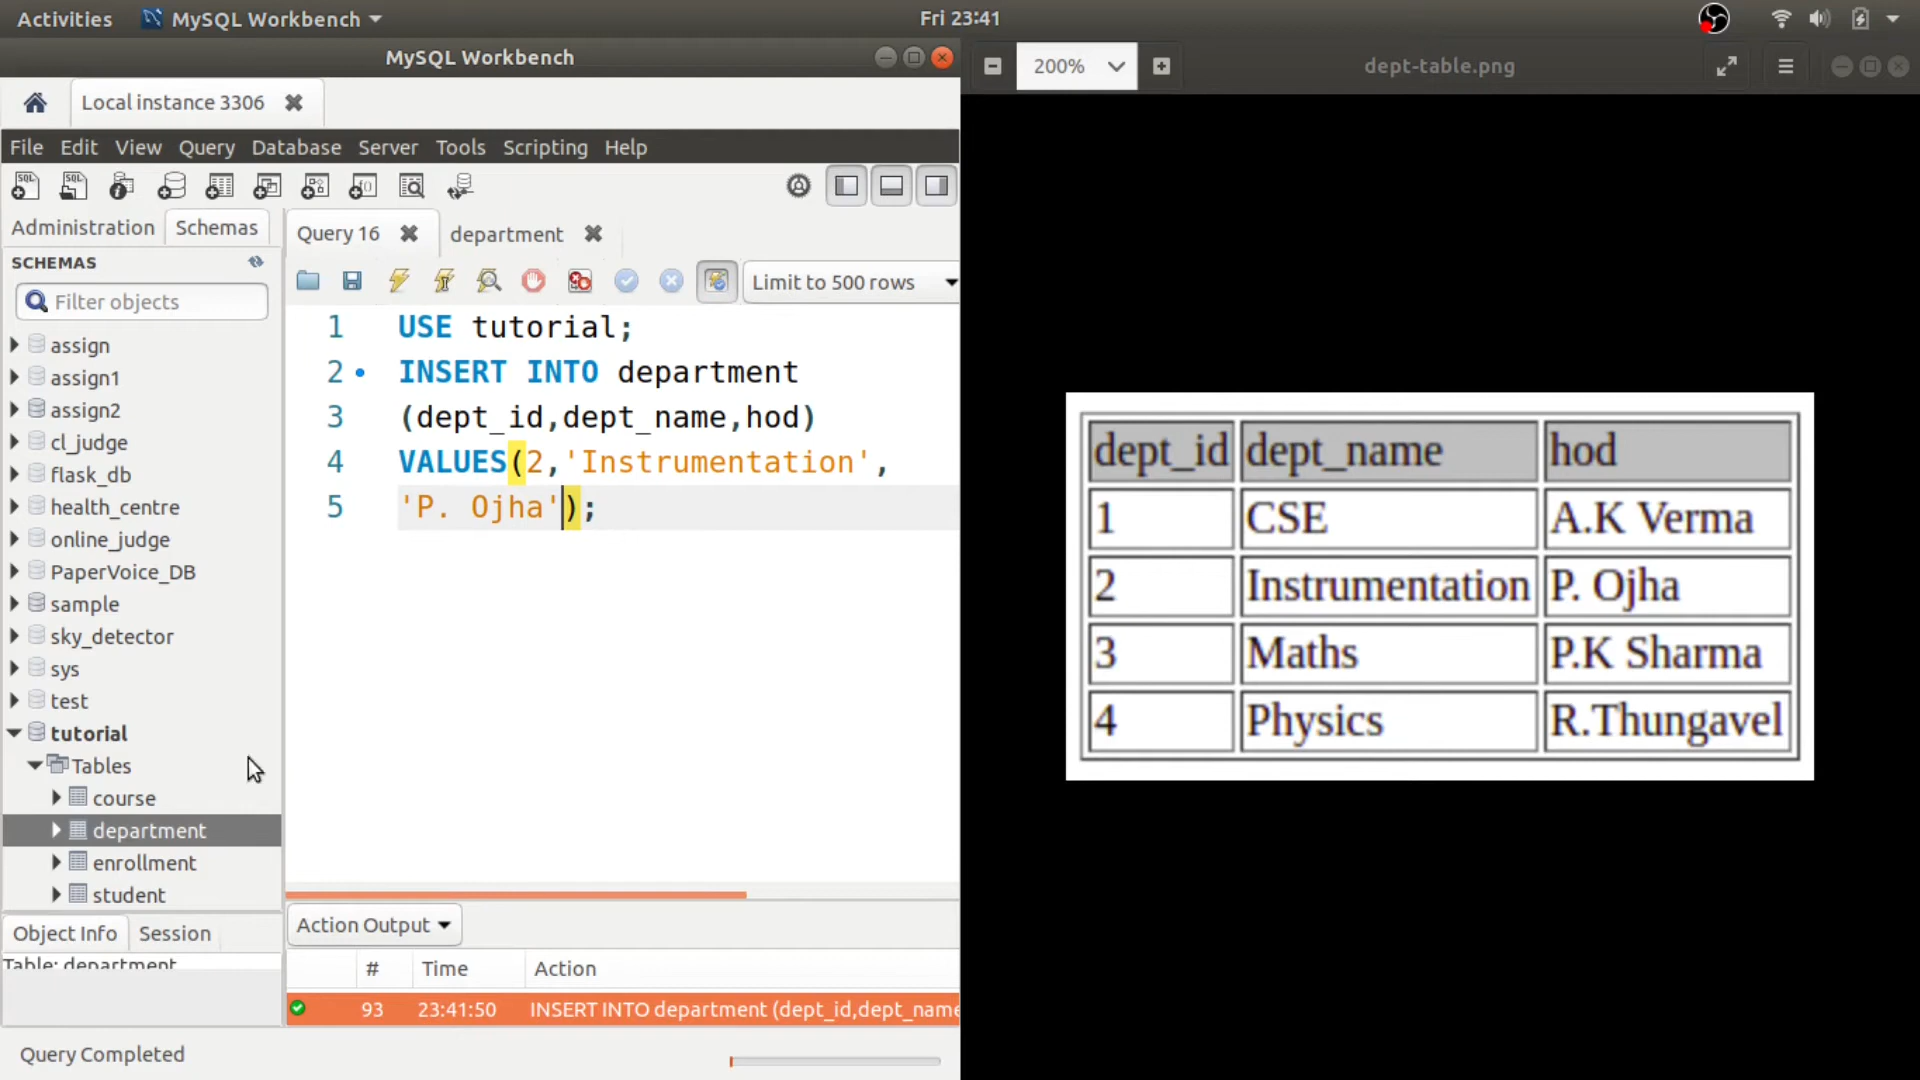 Activities MySQL Workbench Fri 23:41
MySQL Workbench
Local instance 3306
File Edit View Query Database Server Tools Scripting Help
Administration Schemas
SCHEMAS
Filter objects
assign
assign1
assign2
cl_judge
flask_db
health_centre
online_judge
PaperVoice_DB
sample
sky_detector
sys
test
tutorial
Tables
course
department
enrollment
student
Object Info Session
Table: department
Query Completed
Query 16 department
Limit to 500 rows
1 USE tutorial;
2 INSERT INTO department
3 (dept_id,dept_name,hod)
4 VALUES(2,'Instrumentation',
5 'P. Ojha');
Action Output
# Time Action
93 23:41:50 INSERT INTO department (dept_id,dept_name
200% dept-table.png
dept_id dept_name hod
1 CSE A.K Verma
2 Instrumentation P. Ojha
3 Maths P.K Sharma
4 Physics R.Thungavel